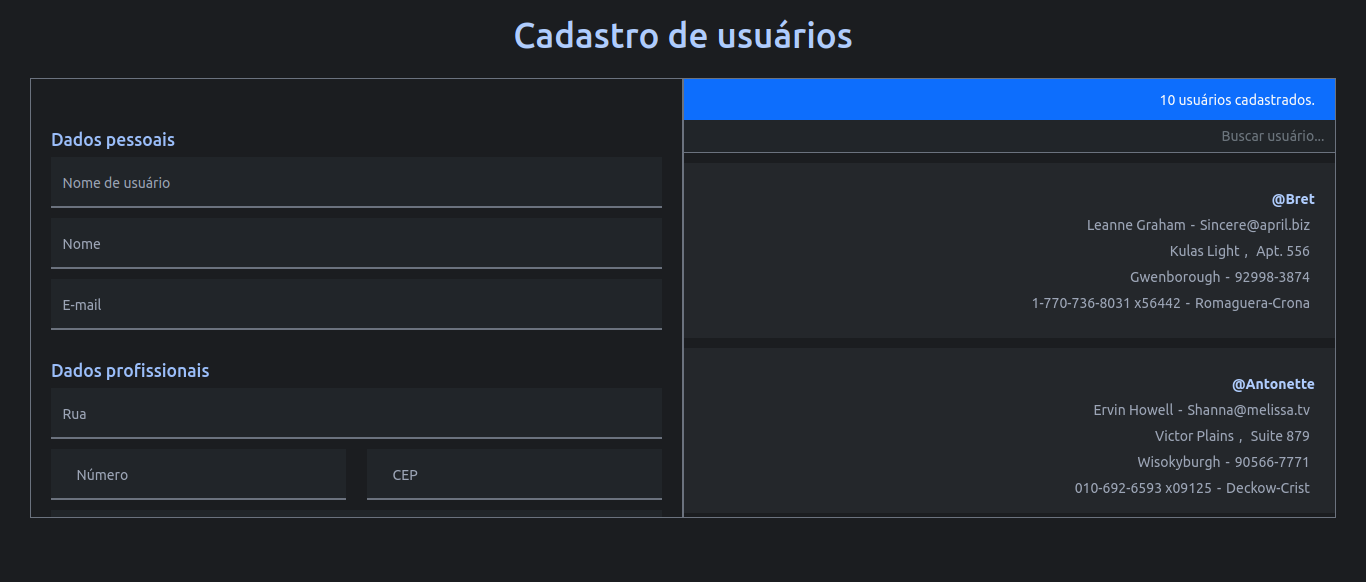 Cadastro de usuários
Dados pessoais
Nome de usuário
Nome
E-mail
Dados profissionais
Rua
Número
CEP
10 usuários cadastrados.
Buscar usuário...
@Bret
Leanne Graham - Sincere@april.biz
Kulas Light , Apt. 556
Gwenborough - 92998-3874
1-770-736-8031 x56442 - Romaguera-Crona
@Antonette
Ervin Howell - Shanna@melissa.tv
Victor Plains , Suite 879
Wisokyburgh - 90566-7771
010-692-6593 x09125 - Deckow-Crist